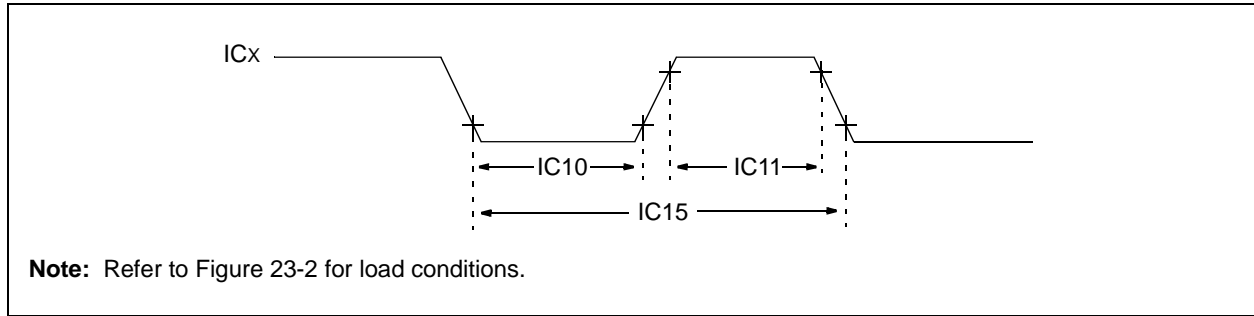 ICX
IC10
IC11
IC15
Note: Refer to Figure 23-2 for load conditions.